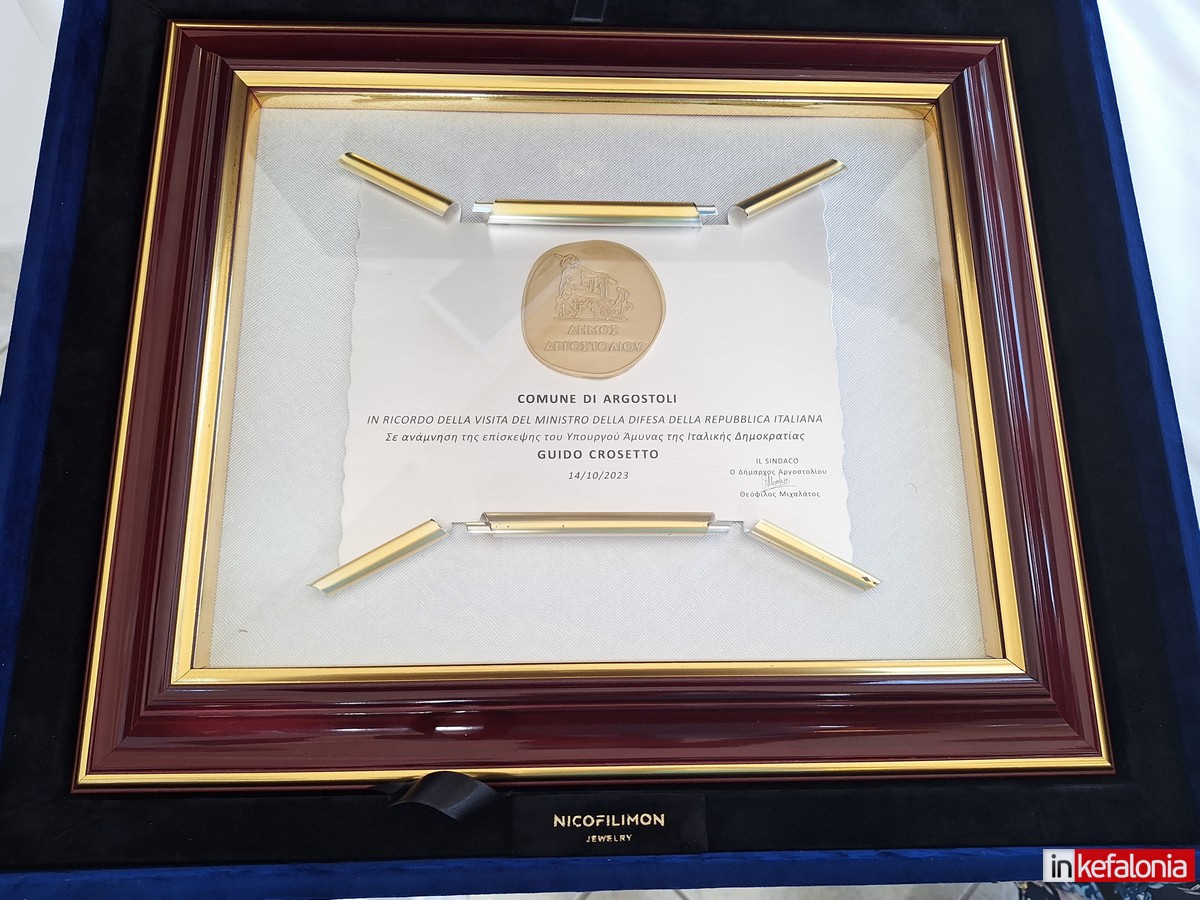 ΔΗΜΟΣ
ΑΡΓΟΣΤΟΛΙΟΥ
COMUNE DI ARGOSTOLI
IN RICORDO DELLA VISITA DEL MINISTRO DELLA DIFESA DELLA REPUBBLICA ITALIANA
Σε ανάμνηση της επίσκεψης του Υπουργού Άμυνας της Ιταλικής Δημοκρατίας
GUIDO CROSETTO
14/10/2023
IL SINDACO
Ο Δήμαρχος Αργοστολίου
Θεόφιλος Μιχαλάτος
NICOFILIMON
JEWELRY
inkefalonia